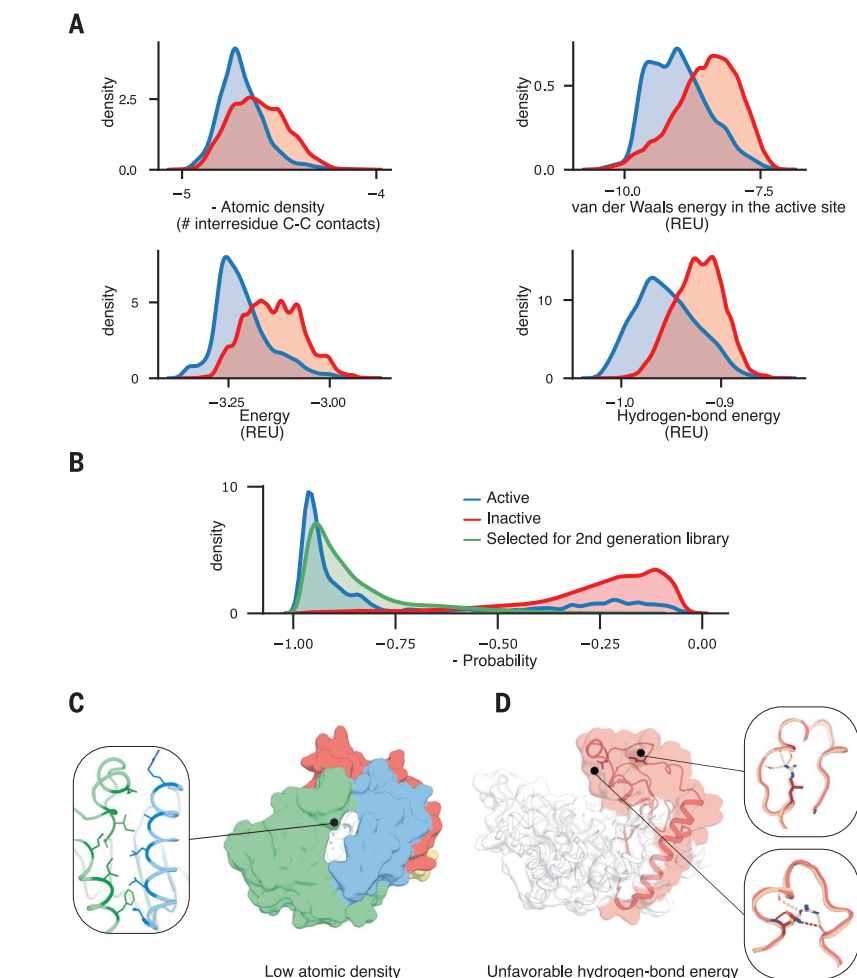 A
density
2.5
0.0
−5
−4
- Atomic density
(# interresidue C-C contacts)
density
0.5
0.0
−10.0
−7.5
van der Waals energy in the active site
(REU)
density
5
0
−3.25
−3.00
Energy
(REU)
density
10
0
−1.0
−0.9
Hydrogen-bond energy
(REU)
B
density
10
0
Active
Inactive
Selected for 2nd generation library
−1.00
−0.75
−0.50
−0.25
0.00
- Probability
C
Low atomic density
D
Unfavorable hydrogen-bond energy